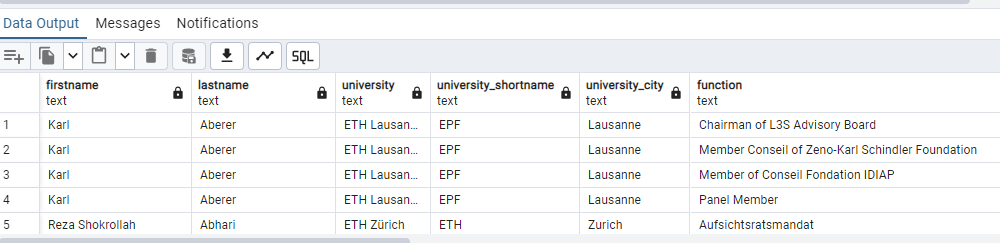 Data Output Messages Notifications
SQL
firstname lastname university university_shortname university_city function
text text text text text text
1 Karl Aberer ETH Lausan... EPF Lausanne Chairman of L3S Advisory Board
2 Karl Aberer ETH Lausan... EPF Lausanne Member Conseil of Zeno-Karl Schindler Foundation
3 Karl Aberer ETH Lausan... EPF Lausanne Member of Conseil Fondation IDIAP
4 Karl Aberer ETH Lausan... EPF Lausanne Panel Member
5 Reza Shokrollah Abhari ETH Zürich ETH Zurich Aufsichtsratsmandat